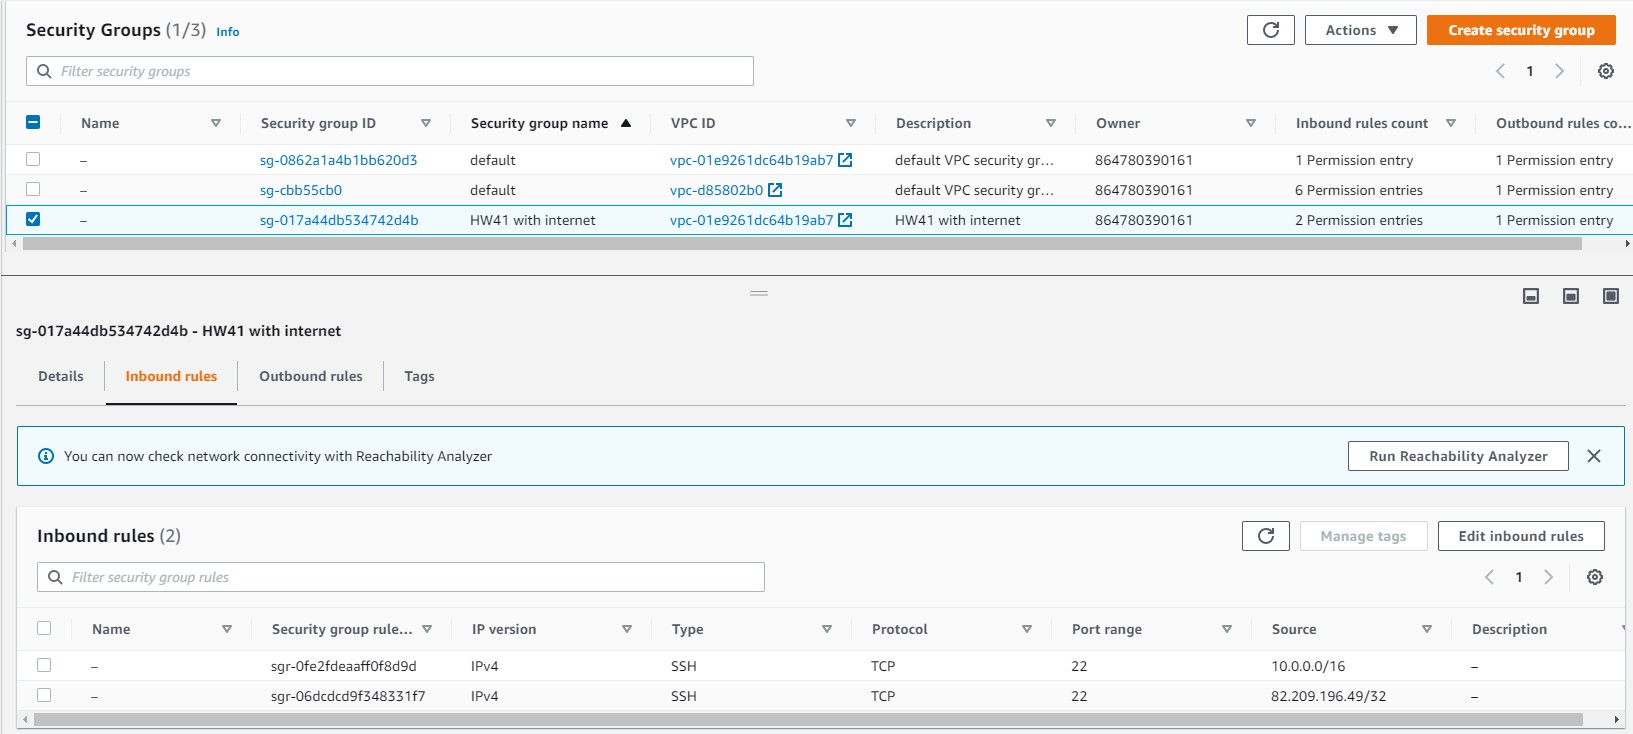 Security Groups (1/3) Info
Actions
Create security group
Filter security groups
1
Name Security group ID Security group name VPC ID Description Owner Inbound rules count Outbound rules co...
– sg-0862a1a4b1bb620d3 default vpc-01e9261dc64b19ab7 default VPC security gr... 864780390161 1 Permission entry 1 Permission entry
– sg-cbb55cb0 default vpc-d85802b0 default VPC security gr... 864780390161 6 Permission entries 1 Permission entry
– sg-017a44db534742d4b HW41 with internet vpc-01e9261dc64b19ab7 HW41 with internet 864780390161 2 Permission entries 1 Permission entry
sg-017a44db534742d4b - HW41 with internet
Details Inbound rules Outbound rules Tags
You can now check network connectivity with Reachability Analyzer Run Reachability Analyzer
Inbound rules (2)
Manage tags
Edit inbound rules
Filter security group rules
1
Name Security group rule... IP version Type Protocol Port range Source Description
– sgr-0fe2fdeaaff0f8d9d IPv4 SSH TCP 22 10.0.0.0/16 –
– sgr-06dcdcd9f348331f7 IPv4 SSH TCP 22 82.209.196.49/32 –